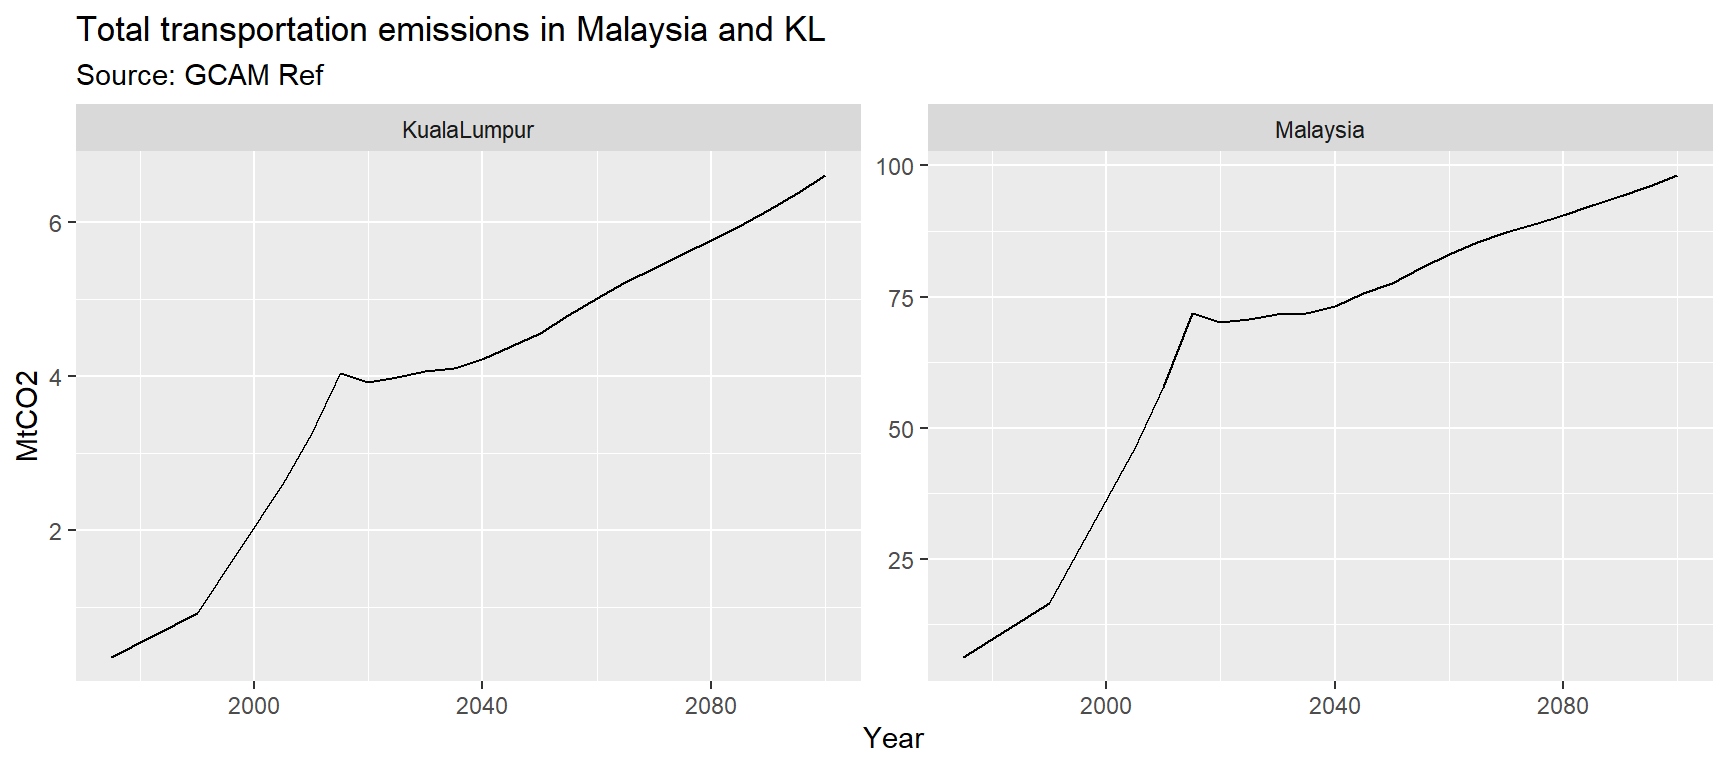 Total transportation emissions in Malaysia and KL
Source: GCAM Ref
KualaLumpur
Malaysia
MtCO2
6
4
2
100
75
50
25
2000
2040
2080
2000
2040
2080
Year